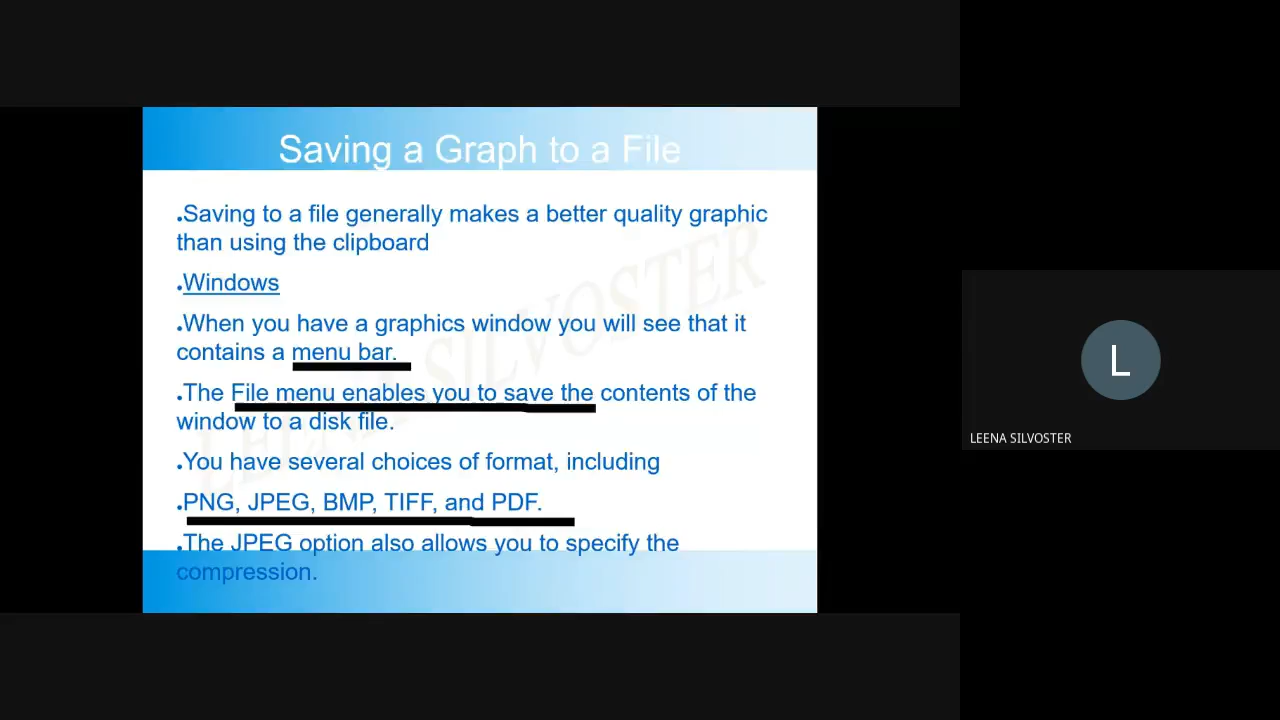 Saving a Graph to a File
.Saving to a file generally makes a better quality graphic
than using the clipboard
.Windows
.When you have a graphics window you will see that it
contains a menu bar.
.The File menu enables you to save the contents of the
window to a disk file.
.You have several choices of format, including
.PNG, JPEG, BMP, TIFF, and PDF.
.The JPEG option also allows you to specify the
compression.
LEENA SILVOSTER
L
LEENA SILVOSTER